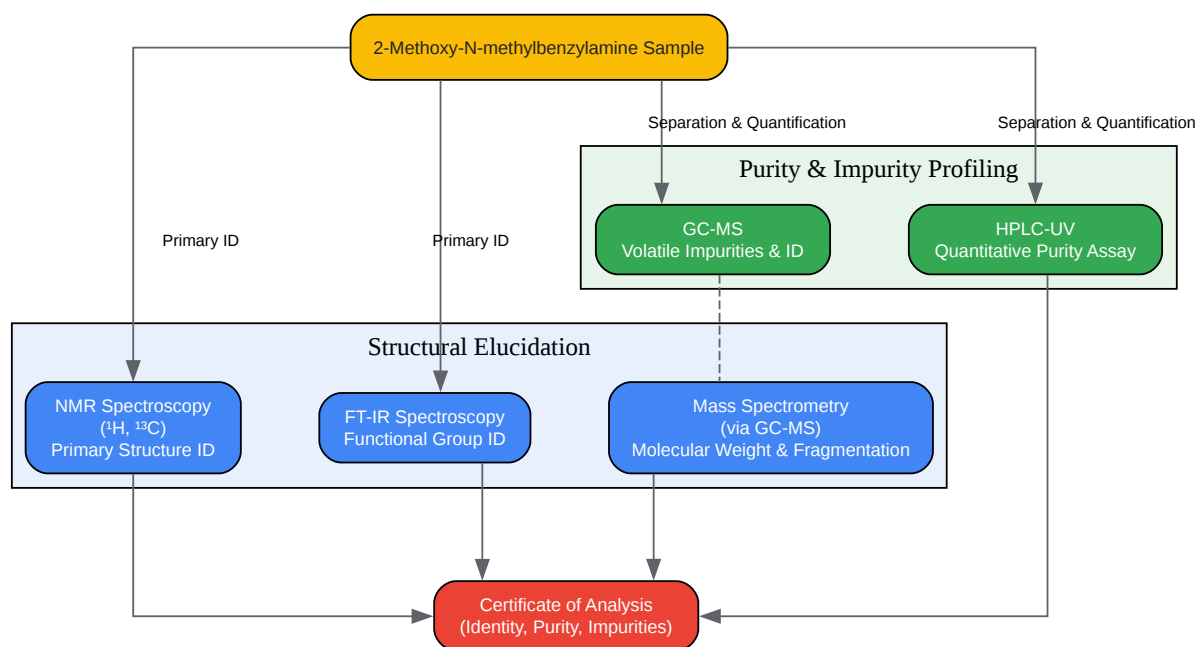 2-Methoxy-N-methylbenzylamine Sample
Separation & Quantification
Separation & Quantification
Purity & Impurity Profiling
GC-MS
Volatile Impurities & ID
HPLC-UV
Quantitative Purity Assay
Primary ID
Primary ID
Structural Elucidation
NMR Spectroscopy
(¹H, ¹³C)
Primary Structure ID
FT-IR Spectroscopy
Functional Group ID
Mass Spectrometry
(via GC-MS)
Molecular Weight & Fragmentation
Certificate of Analysis
(Identity, Purity, Impurities)